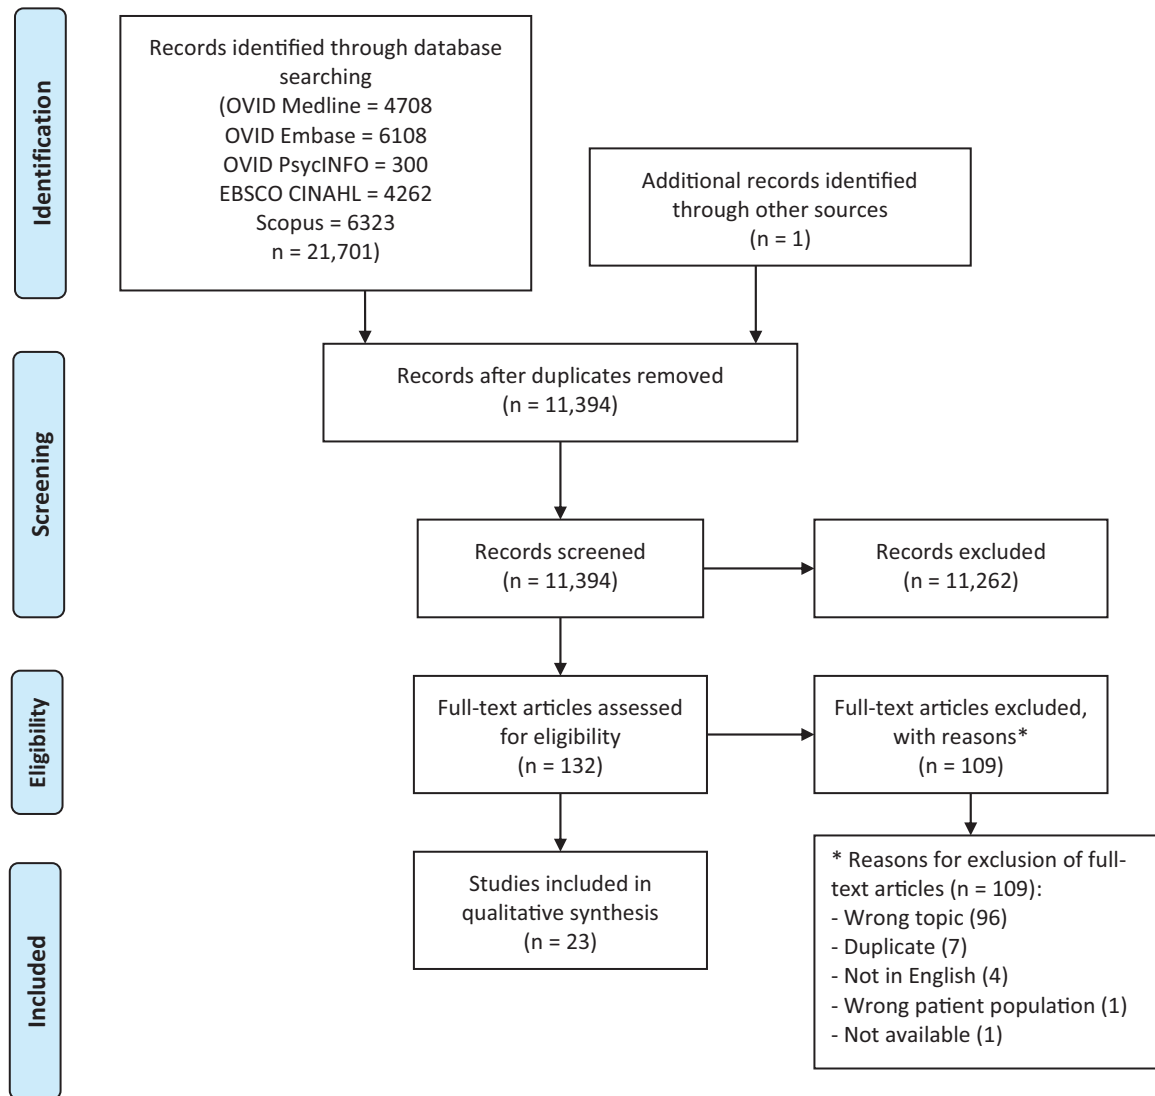 Identification
Records identified through database
searching
(OVID Medline = 4708
OVID Embase = 6108
OVID PsycINFO = 300
EBSCO CINAHL = 4262
Scopus = 6323
n = 21,701)
Additional records identified
through other sources
(n = 1)
Screening
Records after duplicates removed
(n = 11,394)
Records screened
(n = 11,394)
Records excluded
(n = 11,262)
Eligibility
Full-text articles assessed
for eligibility
(n = 132)
Full-text articles excluded,
with reasons*
(n = 109)
Included
Studies included in
qualitative synthesis
(n = 23)
* Reasons for exclusion of full-
text articles (n = 109):
- Wrong topic (96)
- Duplicate (7)
- Not in English (4)
- Wrong patient population (1)
- Not available (1)